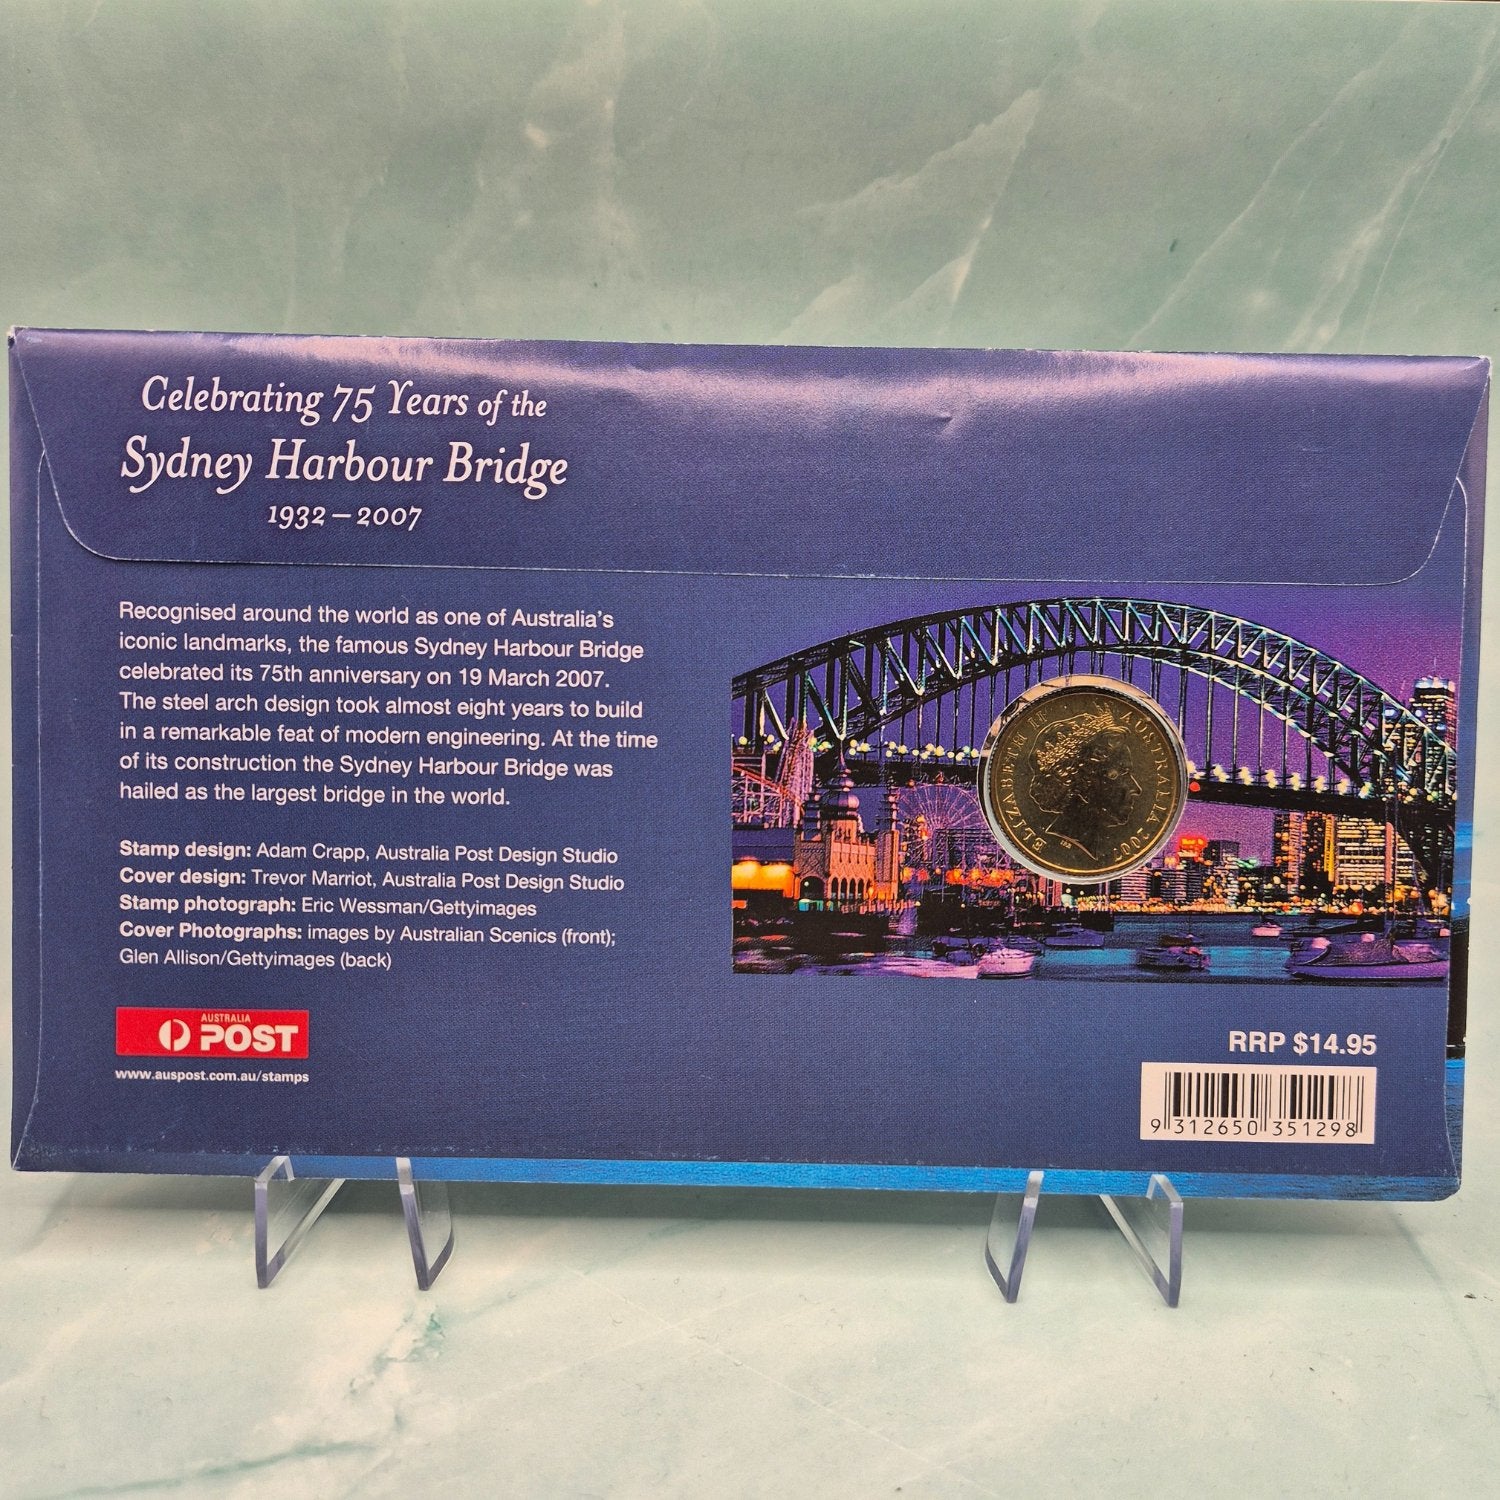 Celebrating 75 Years of the
Sydney Harbour Bridge
1932 – 2007
Recognised around the world as one of Australia's
iconic landmarks, the famous Sydney Harbour Bridge
celebrated its 75th anniversary on 19 March 2007.
The steel arch design took almost eight years to build
in a remarkable feat of modern engineering. At the time
of its construction the Sydney Harbour Bridge was
hailed as the largest bridge in the world.
Stamp design: Adam Crapp, Australia Post Design Studio
Cover design: Trevor Marriot, Australia Post Design Studio
Stamp photograph: Eric Wessman/Gettyimages
Cover Photographs: images by Australian Scenics (front);
Glen Allison/Gettyimages (back)
AUSTRALIA
POST
www.auspost.com.au/stamps
ELIZABETH II AUSTRALIA 2007
IRB
RRP $14.95
9 312650 351298